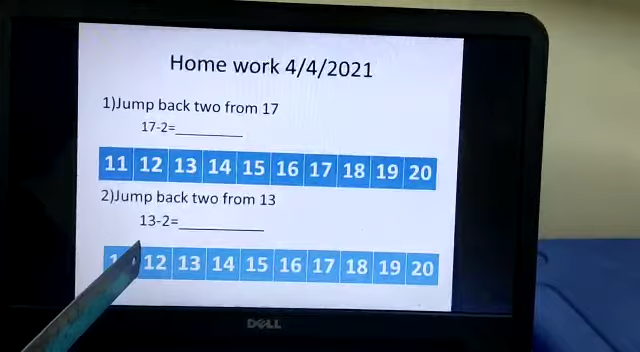 Home work 4/4/2021
1)Jump back two from 17
17-2=________
11 12 13 14 15 16 17 18 19 20
2)Jump back two from 13
13-2=__________
12 13 14 15 16 17 18 19 20
DELL